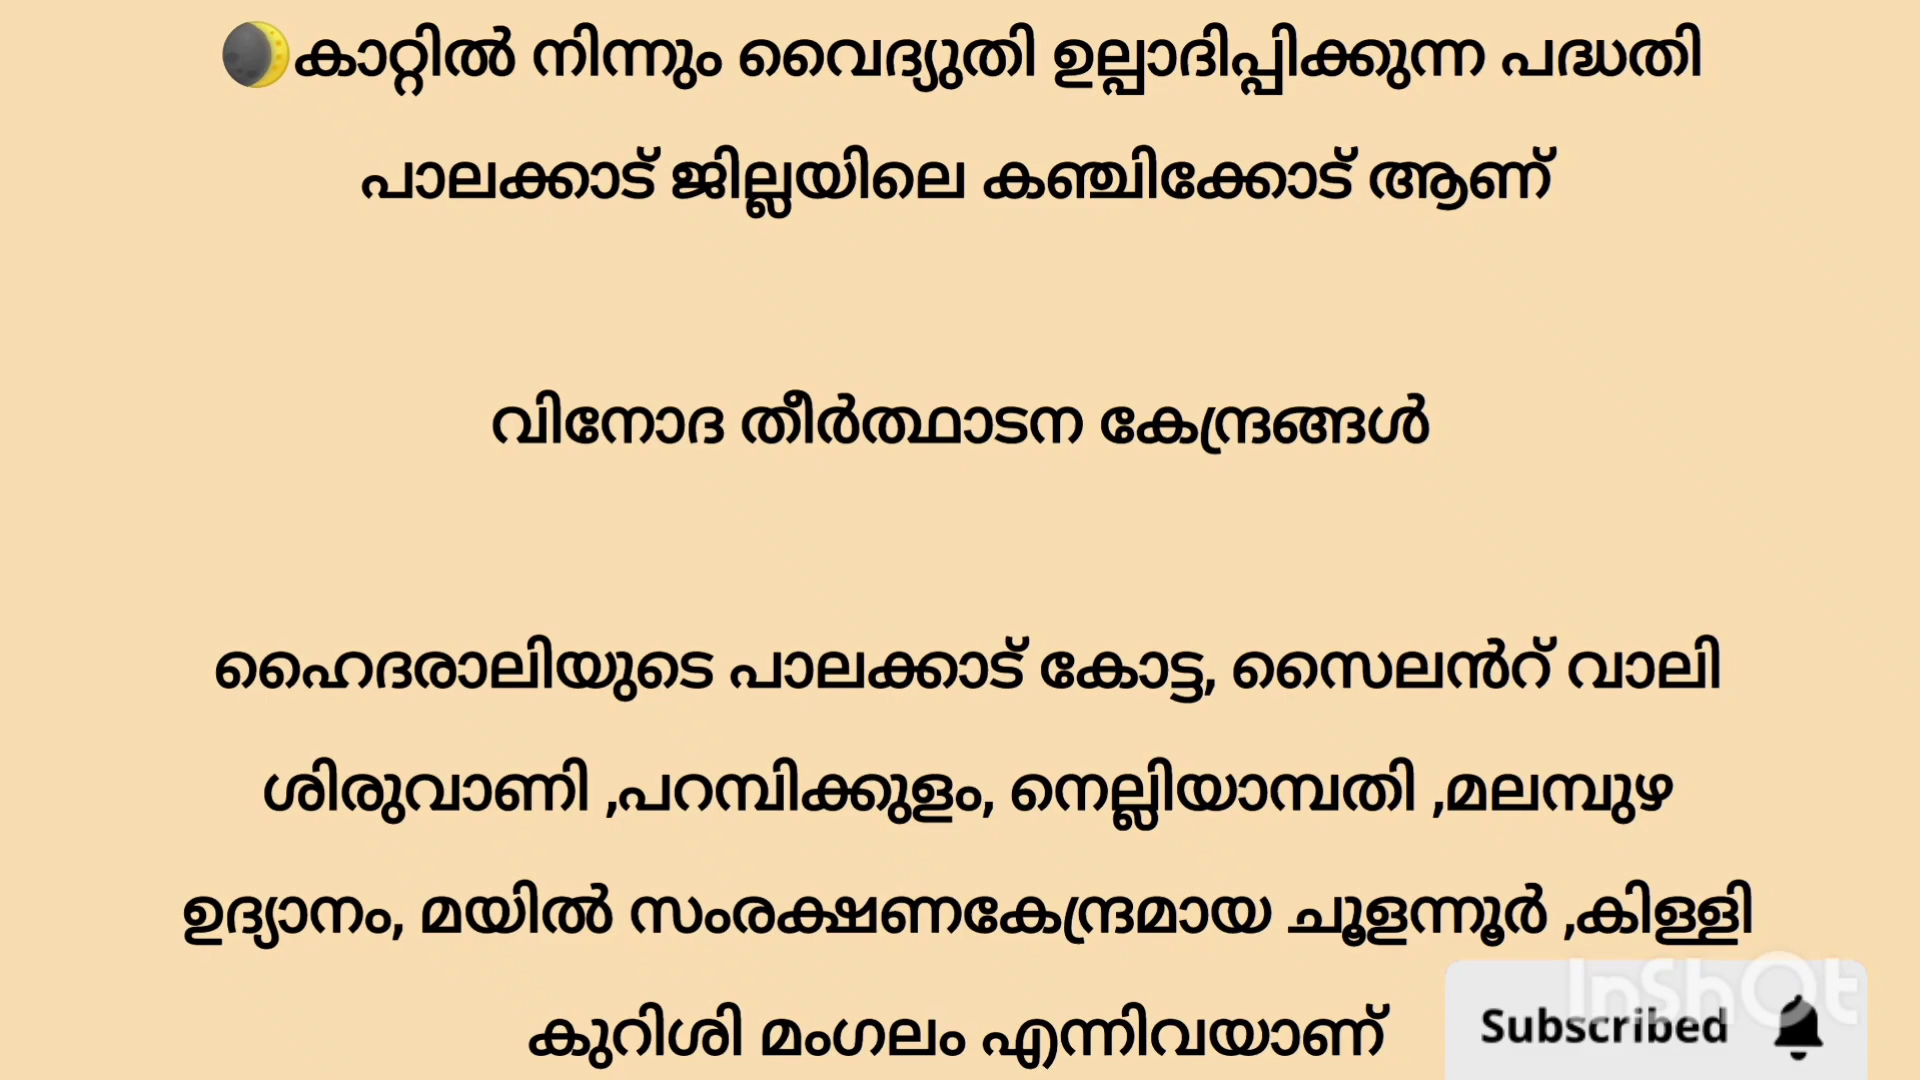 🌘കാറ്റിൽ നിന്നും വൈദ്യുതി ഉല്പാദിപ്പിക്കുന്ന പദ്ധതി
പാലക്കാട് ജില്ലയിലെ കഞ്ചിക്കോട് ആണ്
വിനോദ തീർത്ഥാടന കേന്ദ്രങ്ങൾ
ഹൈദരാലിയുടെ പാലക്കാട് കോട്ട, സൈലൻറ് വാലി
ശിരുവാണി ,പറമ്പിക്കുളം, നെല്ലിയാമ്പതി ,മലമ്പുഴ
ഉദ്യാനം, മയിൽ സംരക്ഷണകേന്ദ്രമായ ചൂളന്നൂർ ,കിള്ളി
കുറിശി മംഗലം എന്നിവയാണ്
InShOt
Subscribed